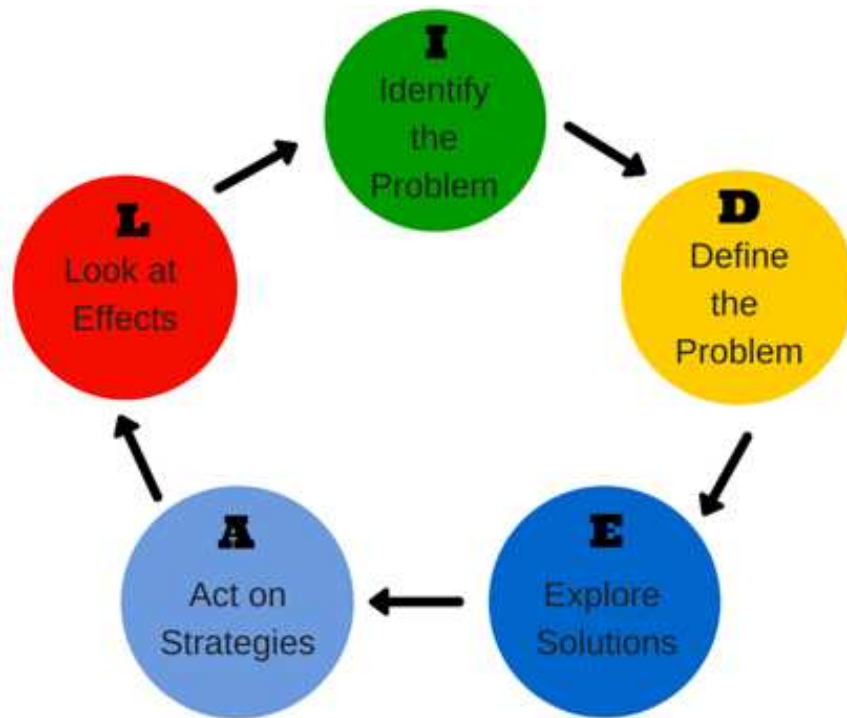 I
Identify
the
Problem
D
Define
the
Problem
E
Explore
Solutions
A
Act on
Strategies
L
Look at
Effects